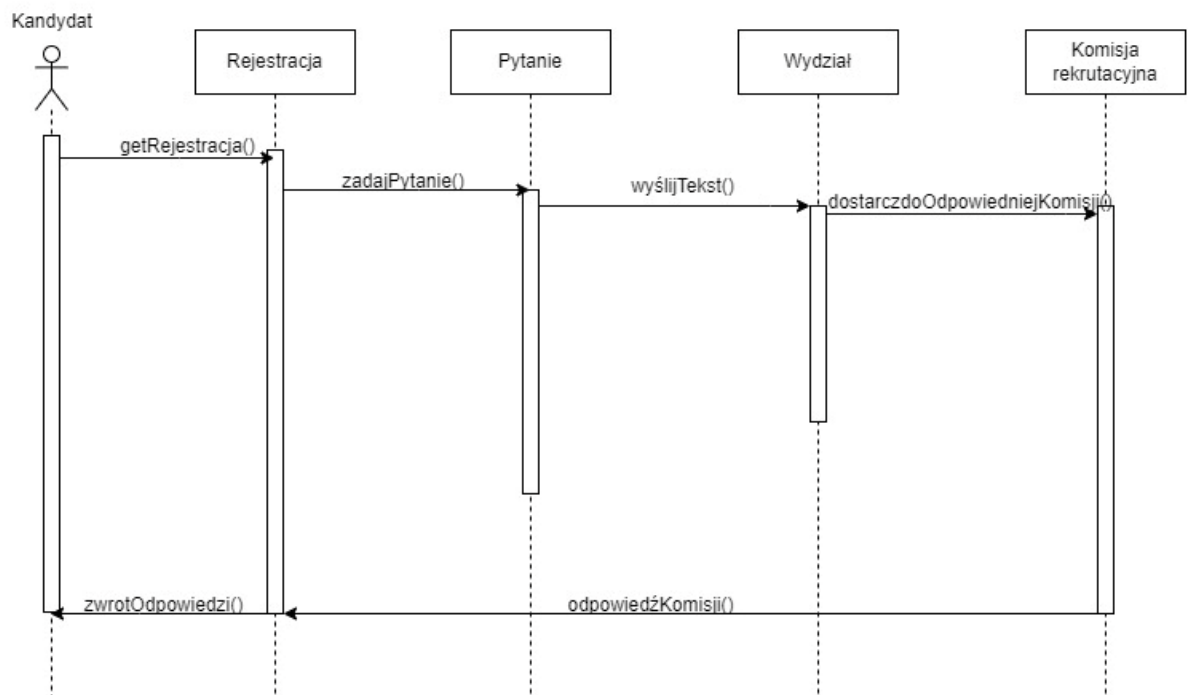 Kandydat
Rejestracja
Pytanie
Wydział
Komisja
rekrutacyjna
getRejestracja()
zadajPytanie()
wyślijTekst()
dostarczdoOdpowiedniejKomisji()
zwrotOdpowiedzi()
odpowiedźKomisji()